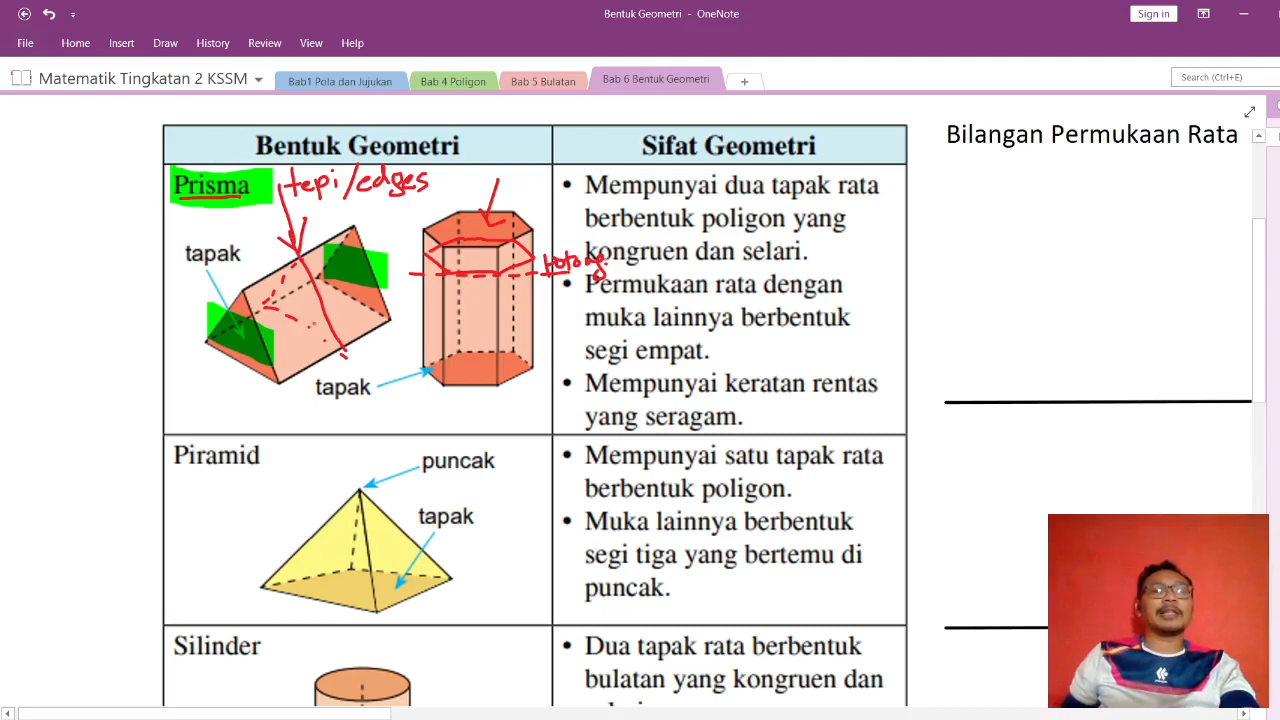 Bentuk Geometri - OneNote
Sign in
File Home Insert Draw History Review View Help
Matematik Tingkatan 2 KSSM
Bab1 Pola dan Jujukan
Bab 4 Poligon
Bab 5 Bulatan
Bab 6 Bentuk Geometri
Search (Ctrl+E)
Bilangan Permukaan Rata
Bentuk Geometri
Sifat Geometri
Prisma
tepi/edges
tapak
tapak
potong
• Mempunyai dua tapak rata
berbentuk poligon yang
kongruen dan selari.
• Permukaan rata dengan
muka lainnya berbentuk
segi empat.
• Mempunyai keratan rentas
yang seragam.
Piramid
puncak
tapak
• Mempunyai satu tapak rata
berbentuk poligon.
• Muka lainnya berbentuk
segi tiga yang bertemu di
puncak.
Silinder
• Dua tapak rata berbentuk
bulatan yang kongruen dan